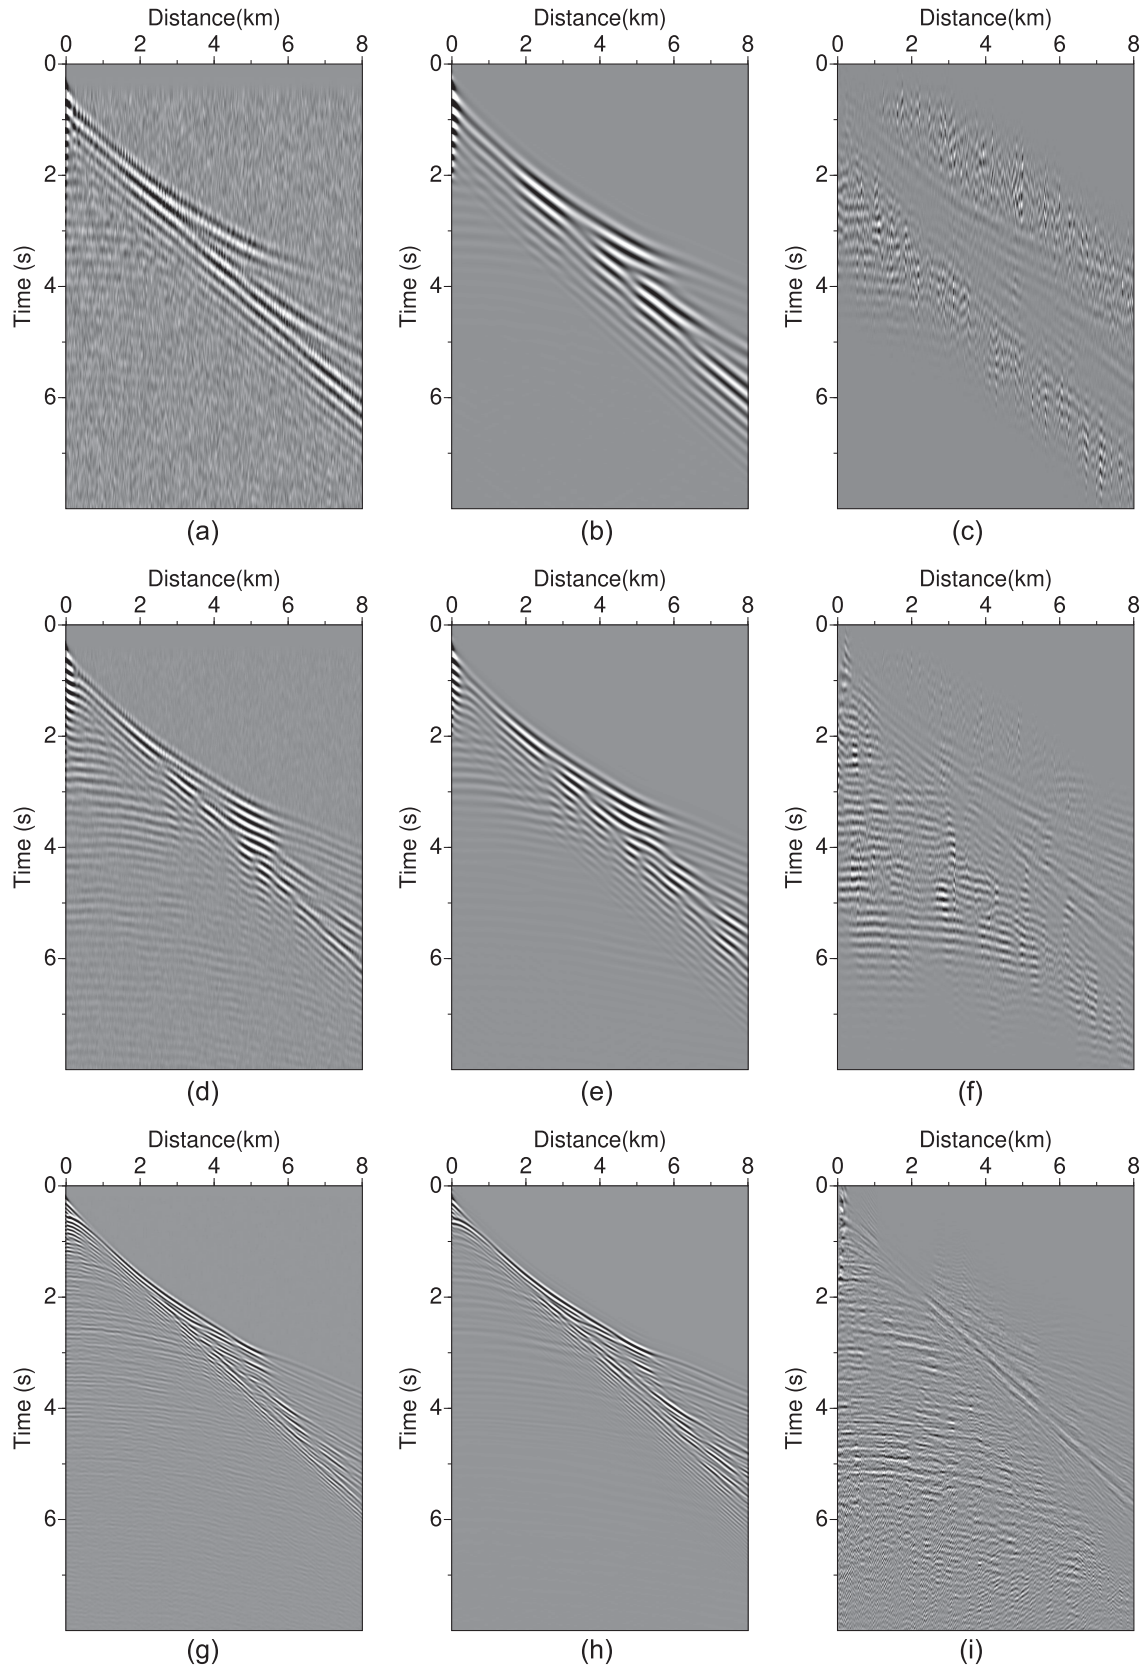 Distance(km) Distance(km) Distance(km)
0 2 4 6 8 0 2 4 6 8 0 2 4 6 8
0 0 0
2 2 2
Time (s) Time (s) Time (s)
4 4 4
6 6 6
(a) (b) (c)
Distance(km) Distance(km) Distance(km)
0 2 4 6 8 0 2 4 6 8 0 2 4 6 8
0 0 0
2 2 2
Time (s) Time (s) Time (s)
4 4 4
6 6 6
(d) (e) (f)
Distance(km) Distance(km) Distance(km)
0 2 4 6 8 0 2 4 6 8 0 2 4 6 8
0 0 0
2 2 2
Time (s) Time (s) Time (s)
4 4 4
6 6 6
(g) (h) (i)